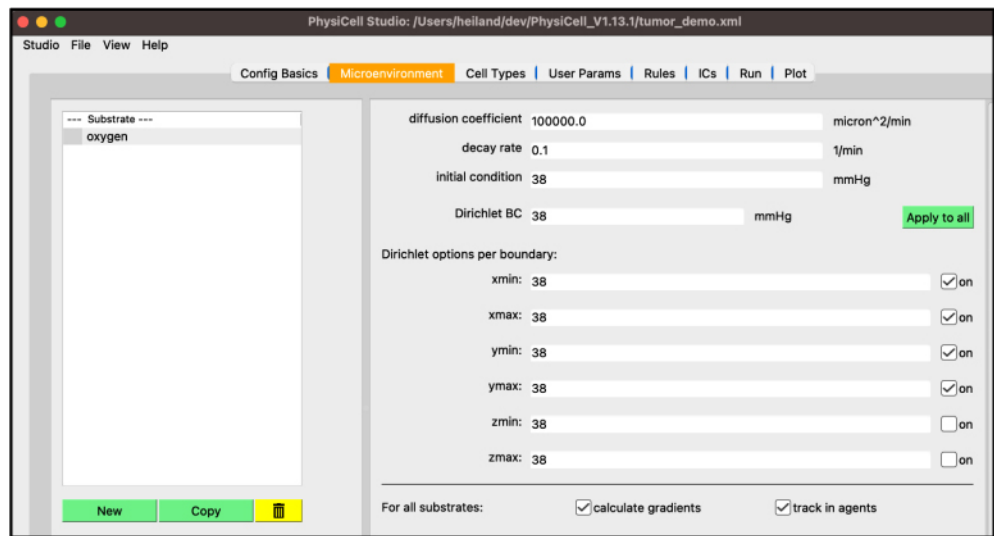 PhysiCell Studio: /Users/heiland/dev/PhysiCell_V1.13.1/tumor_demo.xml
Studio File View Help
Config Basics Microenvironment Cell Types User Params Rules ICs Run Plot
--- Substrate ---
oxygen
New Copy
diffusion coefficient 100000.0 micron^2/min
decay rate 0.1 1/min
initial condition 38 mmHg
Dirichlet BC 38 mmHg Apply to all
Dirichlet options per boundary:
xmin: 38 on
xmax: 38 on
ymin: 38 on
ymax: 38 on
zmin: 38 on
zmax: 38 on
For all substrates: calculate gradients track in agents